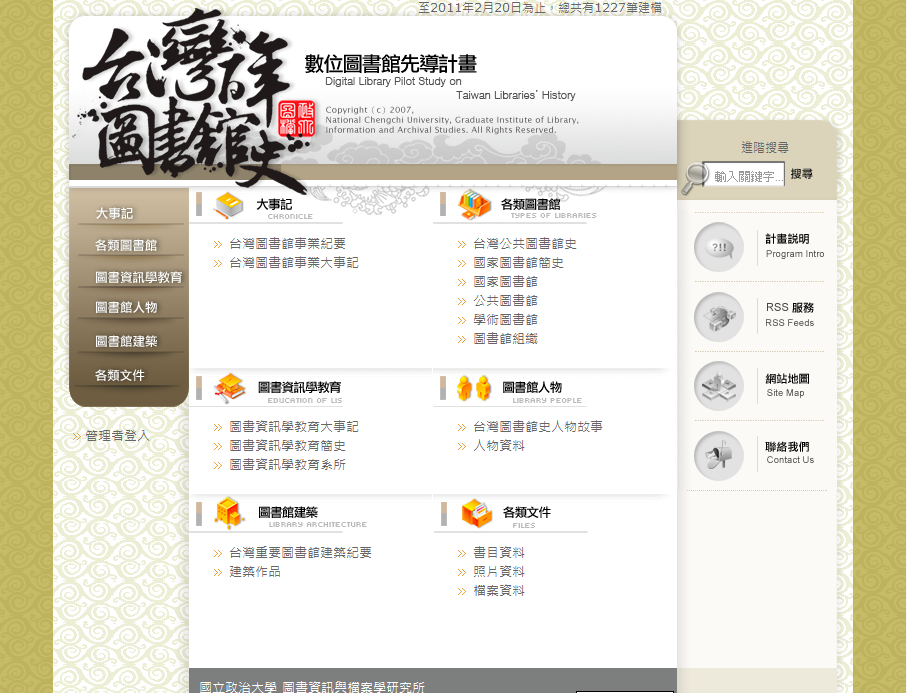 至2011年2月20日為止，總共有1227筆建檔
台灣百年
圖書館史
數位圖書館先導計畫
Digital Library Pilot Study on
Taiwan Libraries' History
Copyright (c) 2007,
National Chengchi University, Graduate Institute of Library,
Information and Archival Studies. All Rights Reserved.
進階搜尋
輸入關鍵字...
搜尋
大事記
各類圖書館
圖書資訊學教育
圖書館人物
圖書館建築
各類文件
管理者登入
大事記
CHRONICLE
台灣圖書館事業紀要
台灣圖書館事業大事記
各類圖書館
TYPES OF LIBRARIES
台灣公共圖書館史
國家圖書館簡史
國家圖書館
公共圖書館
學術圖書館
圖書館組織
圖書資訊學教育
EDUCATION OF LIS
圖書資訊學教育大事記
圖書資訊學教育簡史
圖書資訊學教育系所
圖書館人物
LIBRARY PEOPLE
台灣圖書館史人物故事
人物資料
圖書館建築
LIBRARY ARCHITECTURE
台灣重要圖書館建築紀要
建築作品
各類文件
FILES
書目資料
照片資料
檔案資料
?!!
計畫說明
Program Intro
RSS 服務
RSS Feeds
網站地圖
Site Map
聯絡我們
Contact Us
國立政治大學 圖書資訊與檔案學研究所